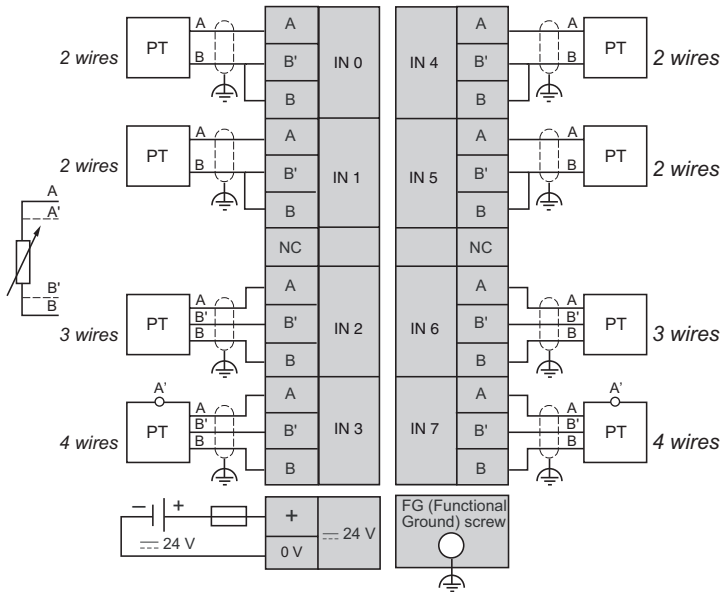 A
B
2 wires
PT
A
B'
B
IN 0
IN 4
A
B'
B
A
B
PT
2 wires
A
B
2 wires
PT
A
B'
B
IN 1
IN 5
A
B'
B
A
B
PT
2 wires
A
A'
B'
B
NC
NC
A
B'
B
3 wires
PT
A
B'
B
IN 2
IN 6
A
B'
B
A
B'
B
PT
3 wires
A'
A
B'
B
4 wires
PT
A
B'
B
IN 3
IN 7
A
B'
B
A'
A
B'
B
PT
4 wires
– +
24 V
+
0 V
24 V
FG (Functional
Ground) screw